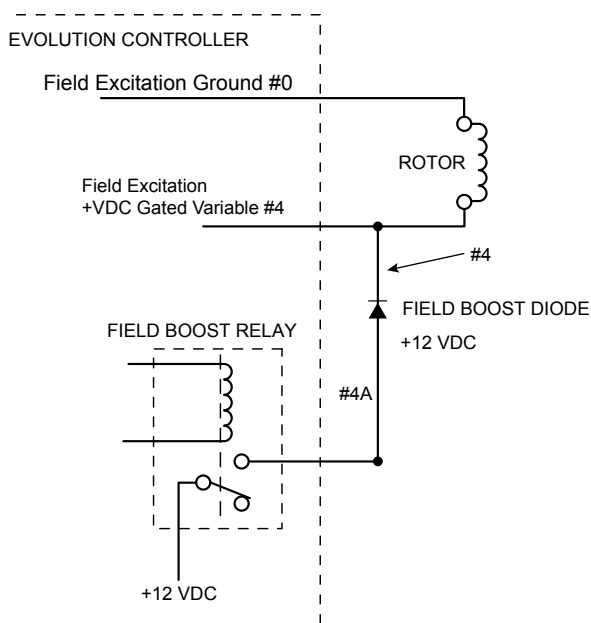 EVOLUTION CONTROLLER
Field Excitation Ground #0
ROTOR
Field Excitation
+VDC Gated Variable #4
#4
FIELD BOOST DIODE
+12 VDC
FIELD BOOST RELAY
#4A
+12 VDC